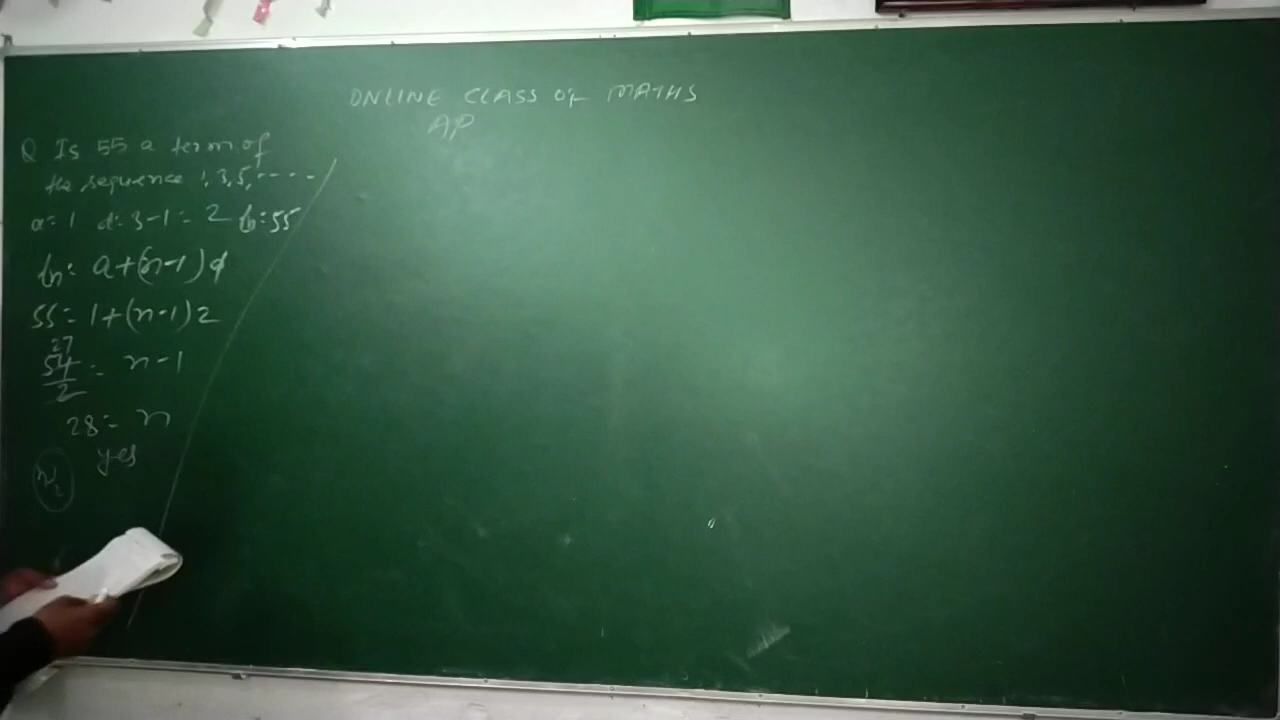 ONLINE CLASS OF MATHS
AP
Q Is 55 a term of
the sequence 1, 3, 5, ----
a = 1 d = 3-1 = 2 tn = 55
tn = a+(n-1)d
55 = 1+(n-1)2
27
54/2 = n-1
28 = n
yes